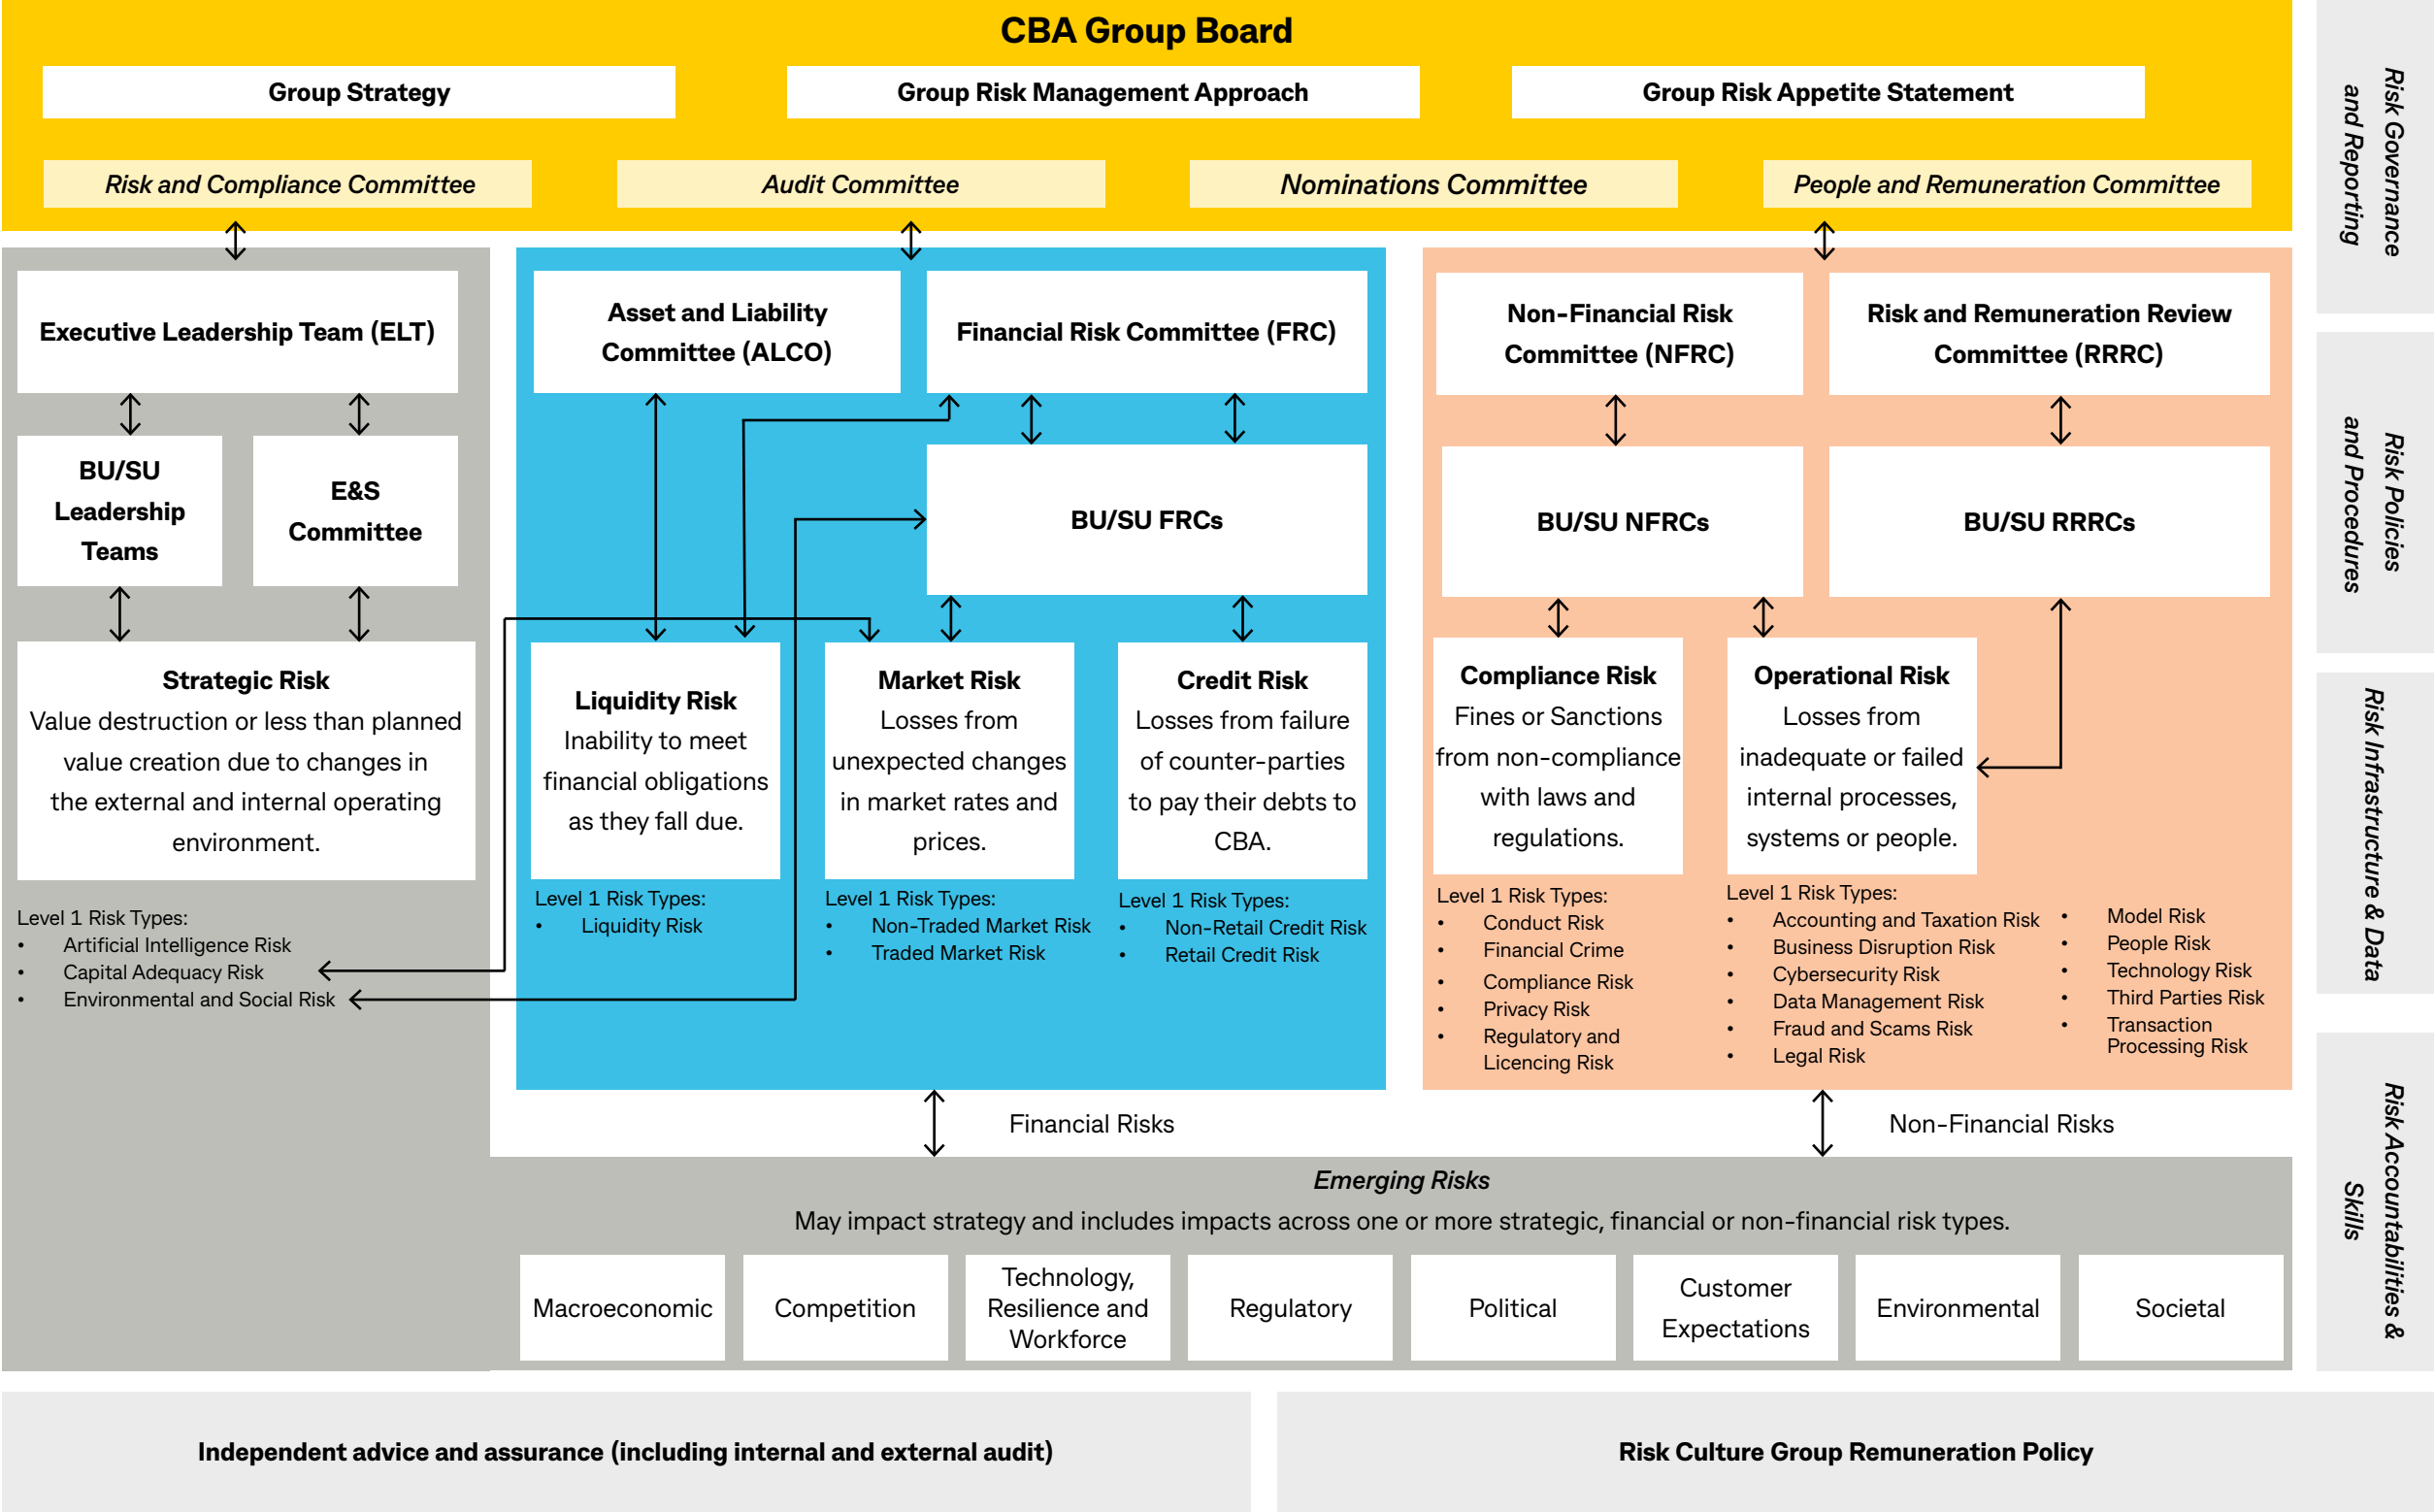 CBA Group Board
Group Strategy
Group Risk Management Approach
Group Risk Appetite Statement
Risk and Compliance Committee
Audit Committee
Nominations Committee
People and Remuneration Committee
Executive Leadership Team (ELT)
BU/SU
Leadership
Teams
E&S
Committee
Strategic Risk
Value destruction or less than planned
value creation due to changes in
the external and internal operating
environment.
Level 1 Risk Types:
• Artificial Intelligence Risk
• Capital Adequacy Risk
• Environmental and Social Risk
Asset and Liability
Committee (ALCO)
Financial Risk Committee (FRC)
BU/SU FRCs
Liquidity Risk
Inability to meet
financial obligations
as they fall due.
Level 1 Risk Types:
• Liquidity Risk
Market Risk
Losses from
unexpected changes
in market rates and
prices.
Level 1 Risk Types:
• Non-Traded Market Risk
• Traded Market Risk
Credit Risk
Losses from failure
of counter-parties
to pay their debts to
CBA.
Level 1 Risk Types:
• Non-Retail Credit Risk
• Retail Credit Risk
Non-Financial Risk
Committee (NFRC)
Risk and Remuneration Review
Committee (RRRC)
BU/SU NFRCs
BU/SU RRRCs
Compliance Risk
Fines or Sanctions
from non-compliance
with laws and
regulations.
Level 1 Risk Types:
• Conduct Risk
• Financial Crime
• Compliance Risk
• Privacy Risk
• Regulatory and
Licencing Risk
Operational Risk
Losses from
inadequate or failed
internal processes,
systems or people.
Level 1 Risk Types:
• Accounting and Taxation Risk
• Business Disruption Risk
• Cybersecurity Risk
• Data Management Risk
• Fraud and Scams Risk
• Legal Risk
• Model Risk
• People Risk
• Technology Risk
• Third Parties Risk
• Transaction
Processing Risk
Financial Risks
Non-Financial Risks
Emerging Risks
May impact strategy and includes impacts across one or more strategic, financial or non-financial risk types.
Macroeconomic
Competition
Technology,
Resilience and
Workforce
Regulatory
Political
Customer
Expectations
Environmental
Societal
Independent advice and assurance (including internal and external audit)
Risk Culture Group Remuneration Policy
Risk Governance
and Reporting
Risk Policies
and Procedures
Risk Infrastructure & Data
Risk Accountabilities &
Skills